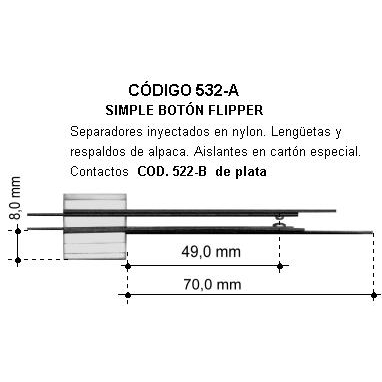 CÓDIGO 532-A
SIMPLE BOTÓN FLIPPER
Separadores inyectados en nylon. Lengüetas y
respaldos de alpaca. Aislantes en cartón especial.
Contactos COD. 522-B de plata
8,0 mm
49,0 mm
70,0 mm